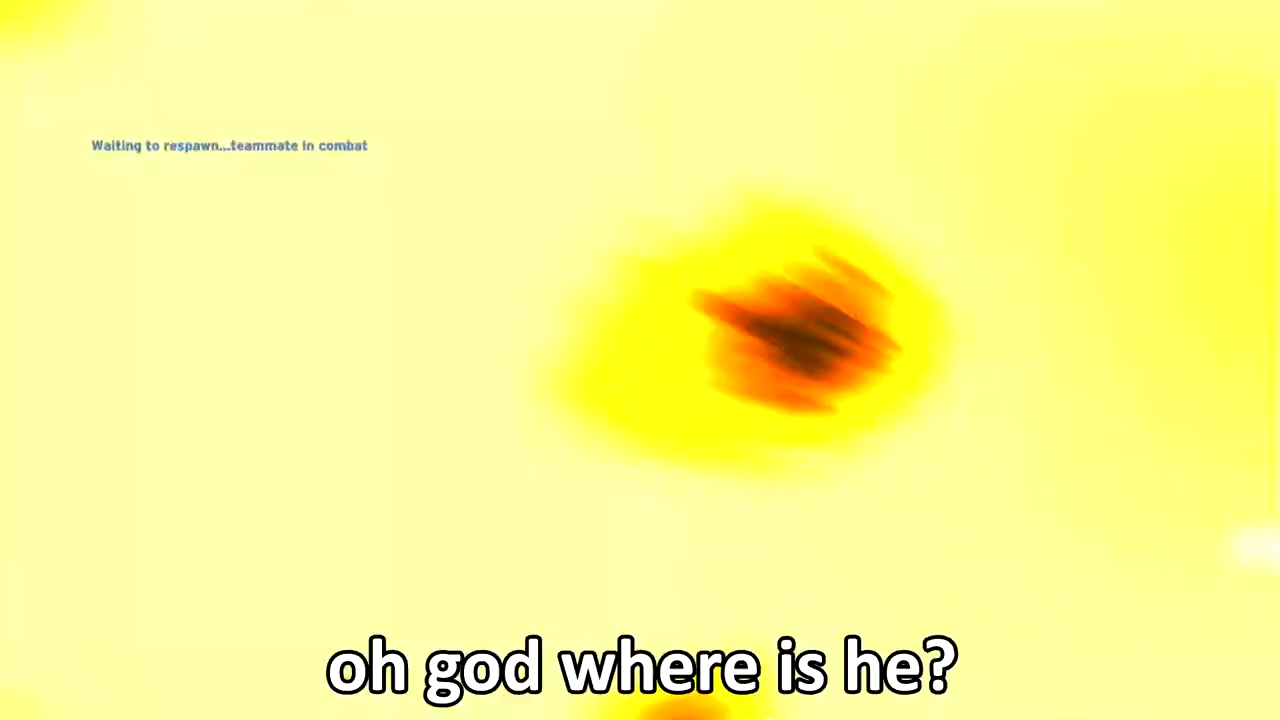 Waiting to respawn...teammate in combat
oh god where is he?